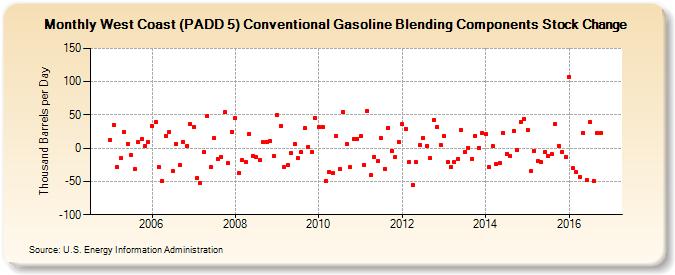 Monthly West Coast (PADD 5) Conventional Gasoline Blending Components Stock Change
Thousand Barrels per Day
150
100
50
0
-50
-100
2006 2008 2010 2012 2014 2016
Source: U.S. Energy Information Administration